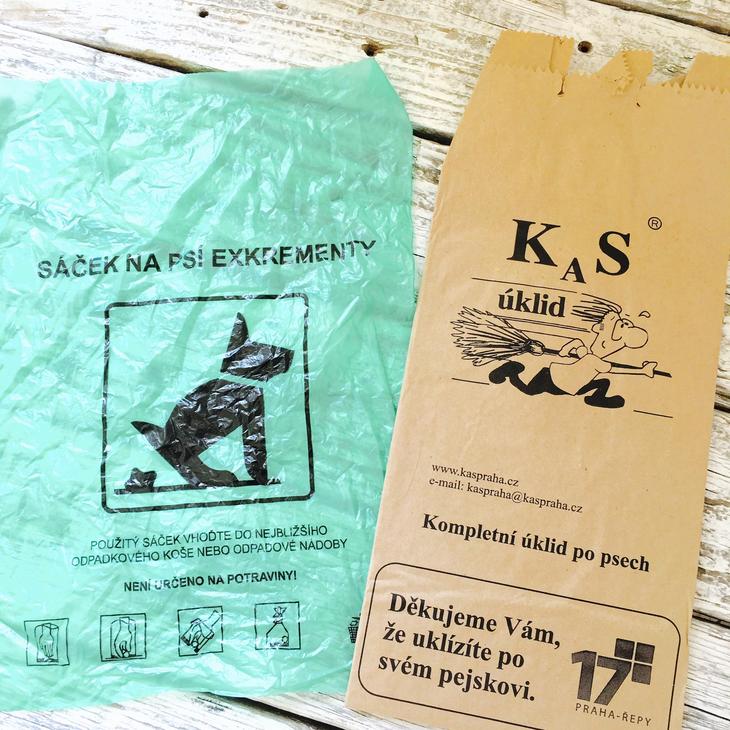 SÁČEK NA PSÍ EXKREMENTY
POUŽITÝ SÁČEK VHOĎTE DO NEJBLIŽŠÍHO
ODPADKOVÉHO KOŠE NEBO ODPADOVÉ NÁDOBY
NENÍ URČENO NA POTRAVINY!
KAS ®
úklid
www.kaspraha.cz
e-mail: kaspraha@kaspraha.cz
Kompletní úklid po psech
Děkujeme Vám,
že uklízíte po
svém pejskovi.
17
PRAHA-ŘEPY